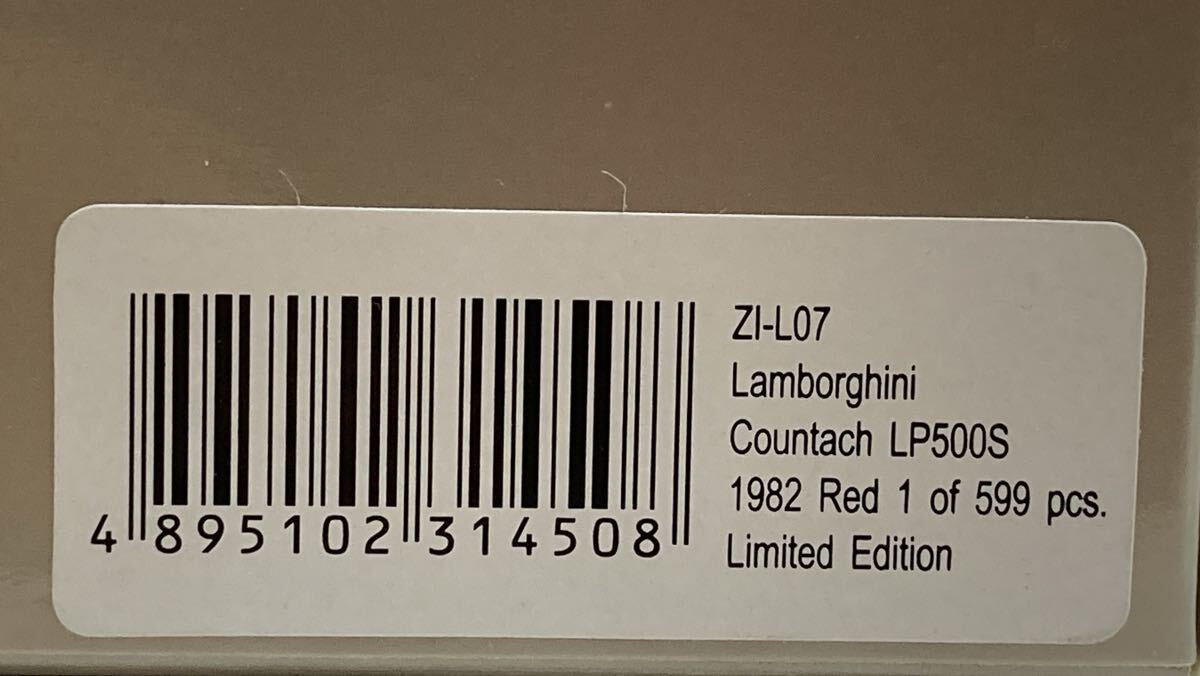 ZI-L07
Lamborghini
Countach LP500S
1982 Red 1 of 599 pcs.
Limited Edition
4 895102 314508